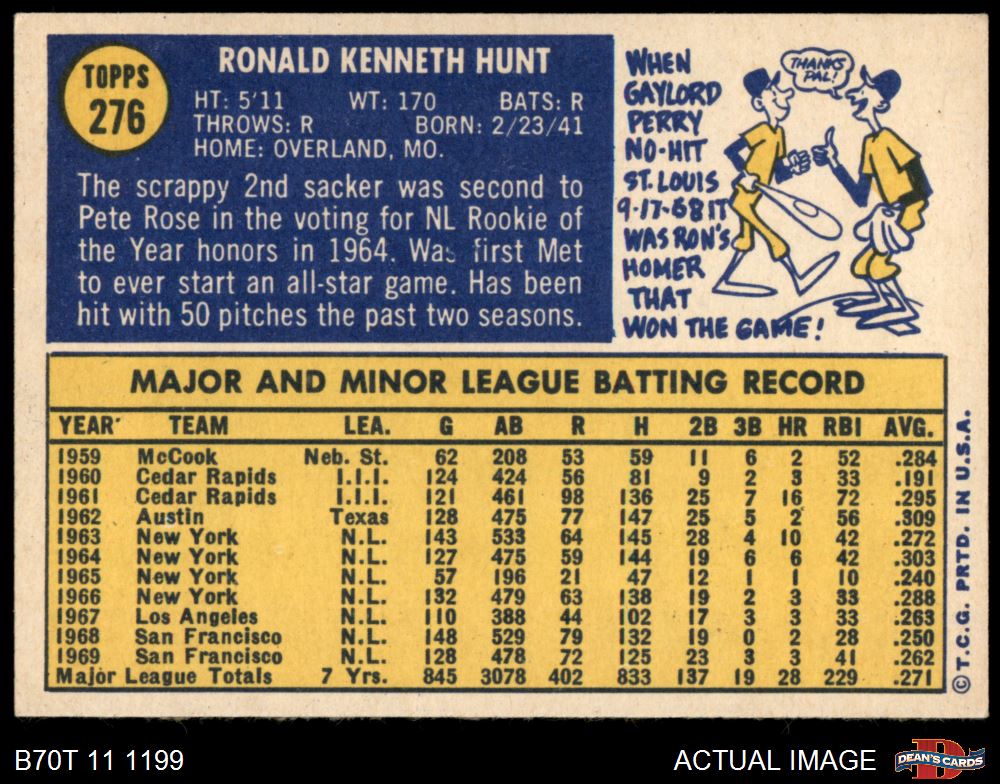 TOPPS
276
RONALD KENNETH HUNT
HT: 5'11 WT: 170 BATS: R
THROWS: R BORN: 2/23/41
HOME: OVERLAND, MO.
The scrappy 2nd sacker was second to
Pete Rose in the voting for NL Rookie of
the Year honors in 1964. Was first Met
to ever start an all-star game. Has been
hit with 50 pitches the past two seasons.
WHEN
GAYLORD
PERRY
NO-HIT
ST. LOUIS
9-17-68 IT
WAS RON'S
HOMER
THAT
WON THE GAME!
THANKS
PAL!
MAJOR AND MINOR LEAGUE BATTING RECORD
YEAR TEAM LEA. G AB R H 2B 3B HR RBI AVG.
1959 McCook Neb. St. 62 208 53 59 11 6 2 52 .284
1960 Cedar Rapids I.I.I. 124 424 56 81 9 2 3 33 .191
1961 Cedar Rapids I.I.I. 121 461 98 136 25 7 16 72 .295
1962 Austin Texas 128 475 77 147 25 5 2 56 .309
1963 New York N.L. 143 533 64 145 28 4 10 42 .272
1964 New York N.L. 127 475 59 144 19 6 6 42 .303
1965 New York N.L. 57 196 21 47 12 1 1 10 .240
1966 New York N.L. 132 479 63 138 19 2 3 33 .288
1967 Los Angeles N.L. 110 388 44 102 17 3 3 33 .263
1968 San Francisco N.L. 148 529 79 132 19 0 2 28 .250
1969 San Francisco N.L. 128 478 72 125 23 3 3 41 .262
Major League Totals 7 Yrs. 845 3078 402 833 137 19 28 229 .271
© T.C.G. PRTD. IN U.S.A.
B70T 11 1199
ACTUAL IMAGE
DEAN'S CARDS